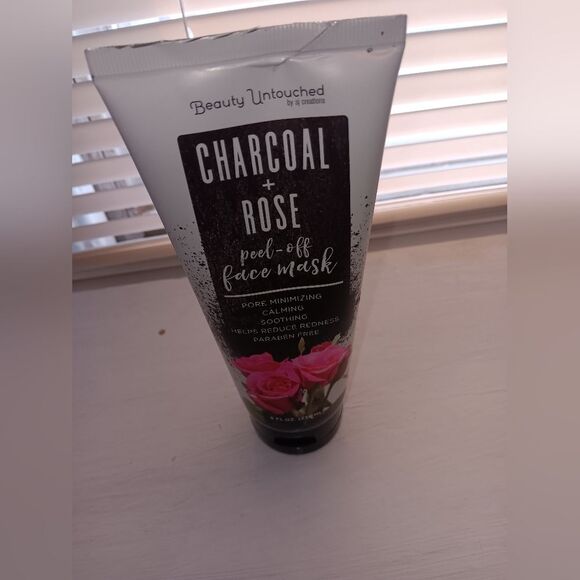 Beauty Untouched
by sj creations
CHARCOAL
+
ROSE
peel-off
face mask
PORE MINIMIZING
CALMING
SOOTHING
HELPS REDUCE REDNESS
PARABEN FREE